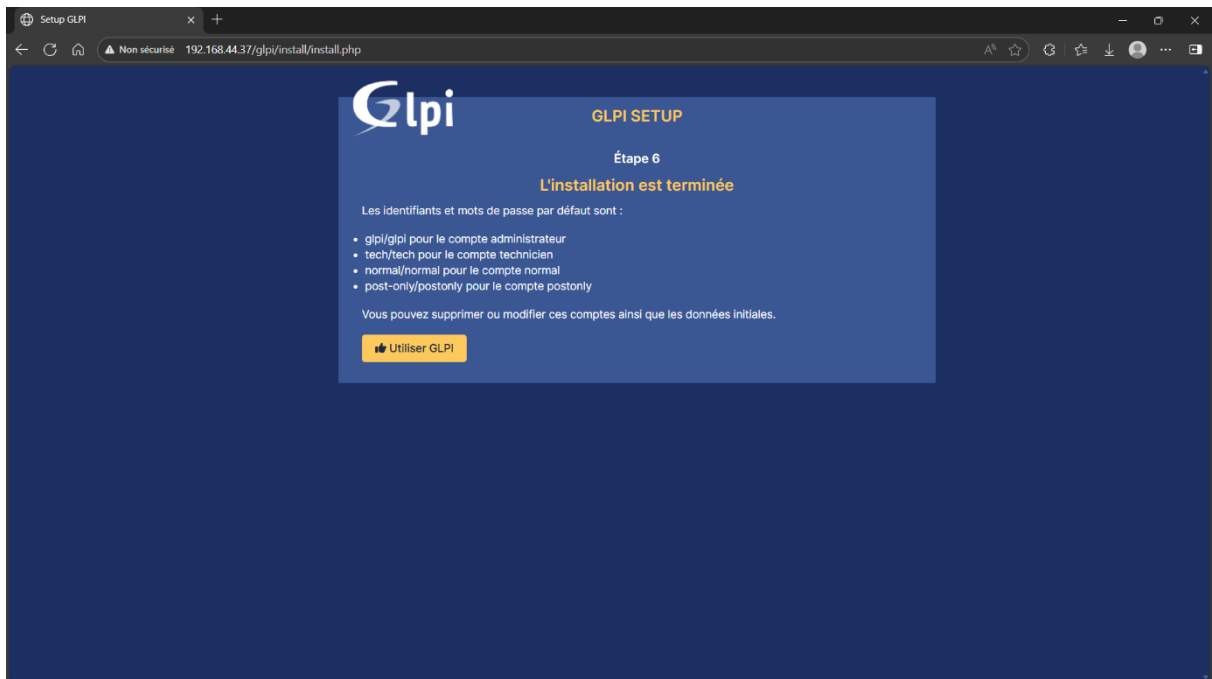 Setup GLPI
Non sécurisé 192.168.44.37/glpi/install/install.php
Glpi
GLPI SETUP
Étape 6
L'installation est terminée
Les identifiants et mots de passe par défaut sont :
• glpi/glpi pour le compte administrateur
• tech/tech pour le compte technicien
• normal/normal pour le compte normal
• post-only/postonly pour le compte postonly
Vous pouvez supprimer ou modifier ces comptes ainsi que les données initiales.
Utiliser GLPI